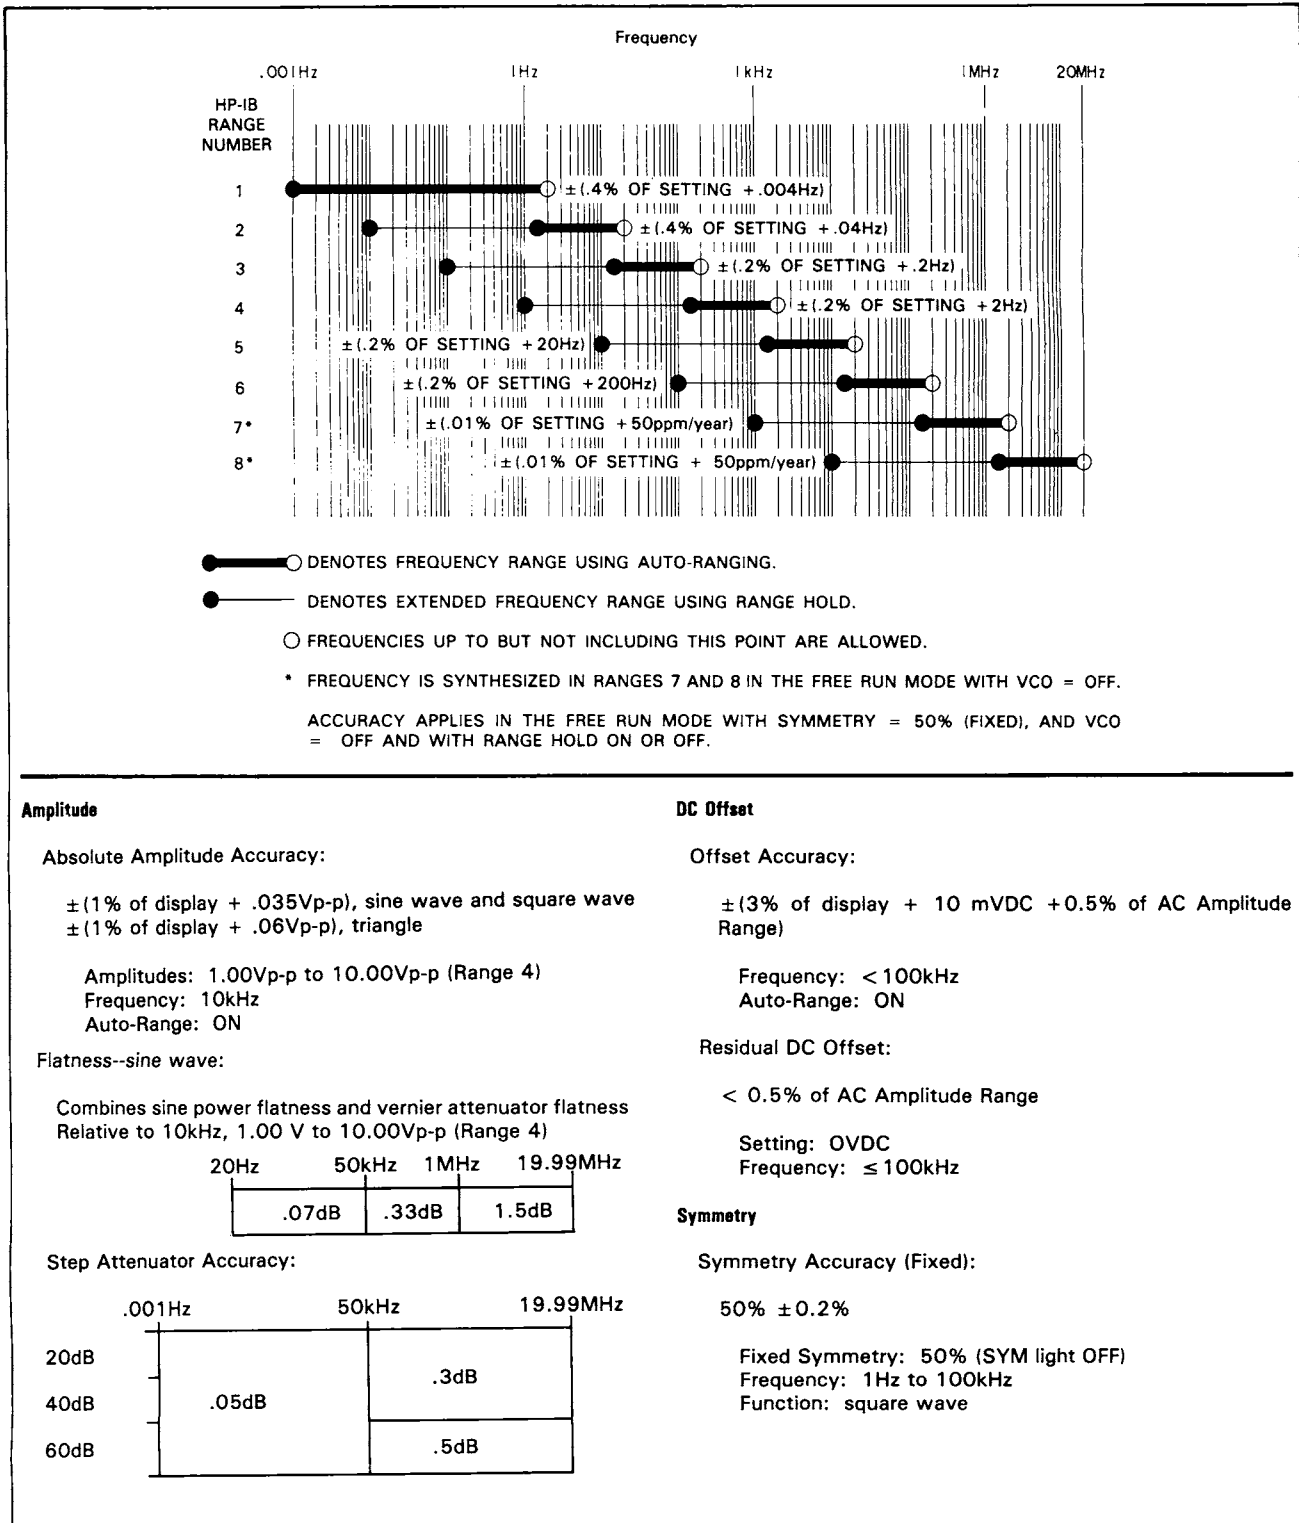 Frequency
.001Hz 1Hz 1kHz 1MHz 20MHz
HP-IB
RANGE
NUMBER
1 ±(.4% OF SETTING +.004Hz)
2 ±(.4% OF SETTING +.04Hz)
3 ±(.2% OF SETTING +.2Hz)
4 ±(.2% OF SETTING +2Hz)
5 ±(.2% OF SETTING +20Hz)
6 ±(.2% OF SETTING +200Hz)
7* ±(.01% OF SETTING +50ppm/year)
8* ±(.01% OF SETTING + 50ppm/year)
DENOTES FREQUENCY RANGE USING AUTO-RANGING.
DENOTES EXTENDED FREQUENCY RANGE USING RANGE HOLD.
FREQUENCIES UP TO BUT NOT INCLUDING THIS POINT ARE ALLOWED.
* FREQUENCY IS SYNTHESIZED IN RANGES 7 AND 8 IN THE FREE RUN MODE WITH VCO = OFF.
ACCURACY APPLIES IN THE FREE RUN MODE WITH SYMMETRY = 50% (FIXED), AND VCO
= OFF AND WITH RANGE HOLD ON OR OFF.
Amplitude
Absolute Amplitude Accuracy:
±(1% of display + .035Vp-p), sine wave and square wave
±(1% of display + .06Vp-p), triangle
Amplitudes: 1.00Vp-p to 10.00Vp-p (Range 4)
Frequency: 10kHz
Auto-Range: ON
Flatness--sine wave:
Combines sine power flatness and vernier attenuator flatness
Relative to 10kHz, 1.00 V to 10.00Vp-p (Range 4)
20Hz 50kHz 1MHz 19.99MHz
.07dB .33dB 1.5dB
Step Attenuator Accuracy:
.001Hz 50kHz 19.99MHz
20dB
.3dB
40dB .05dB
60dB .5dB
DC Offset
Offset Accuracy:
±(3% of display + 10 mVDC +0.5% of AC Amplitude
Range)
Frequency: <100kHz
Auto-Range: ON
Residual DC Offset:
< 0.5% of AC Amplitude Range
Setting: 0VDC
Frequency: ≤100kHz
Symmetry
Symmetry Accuracy (Fixed):
50% ±0.2%
Fixed Symmetry: 50% (SYM light OFF)
Frequency: 1Hz to 100kHz
Function: square wave